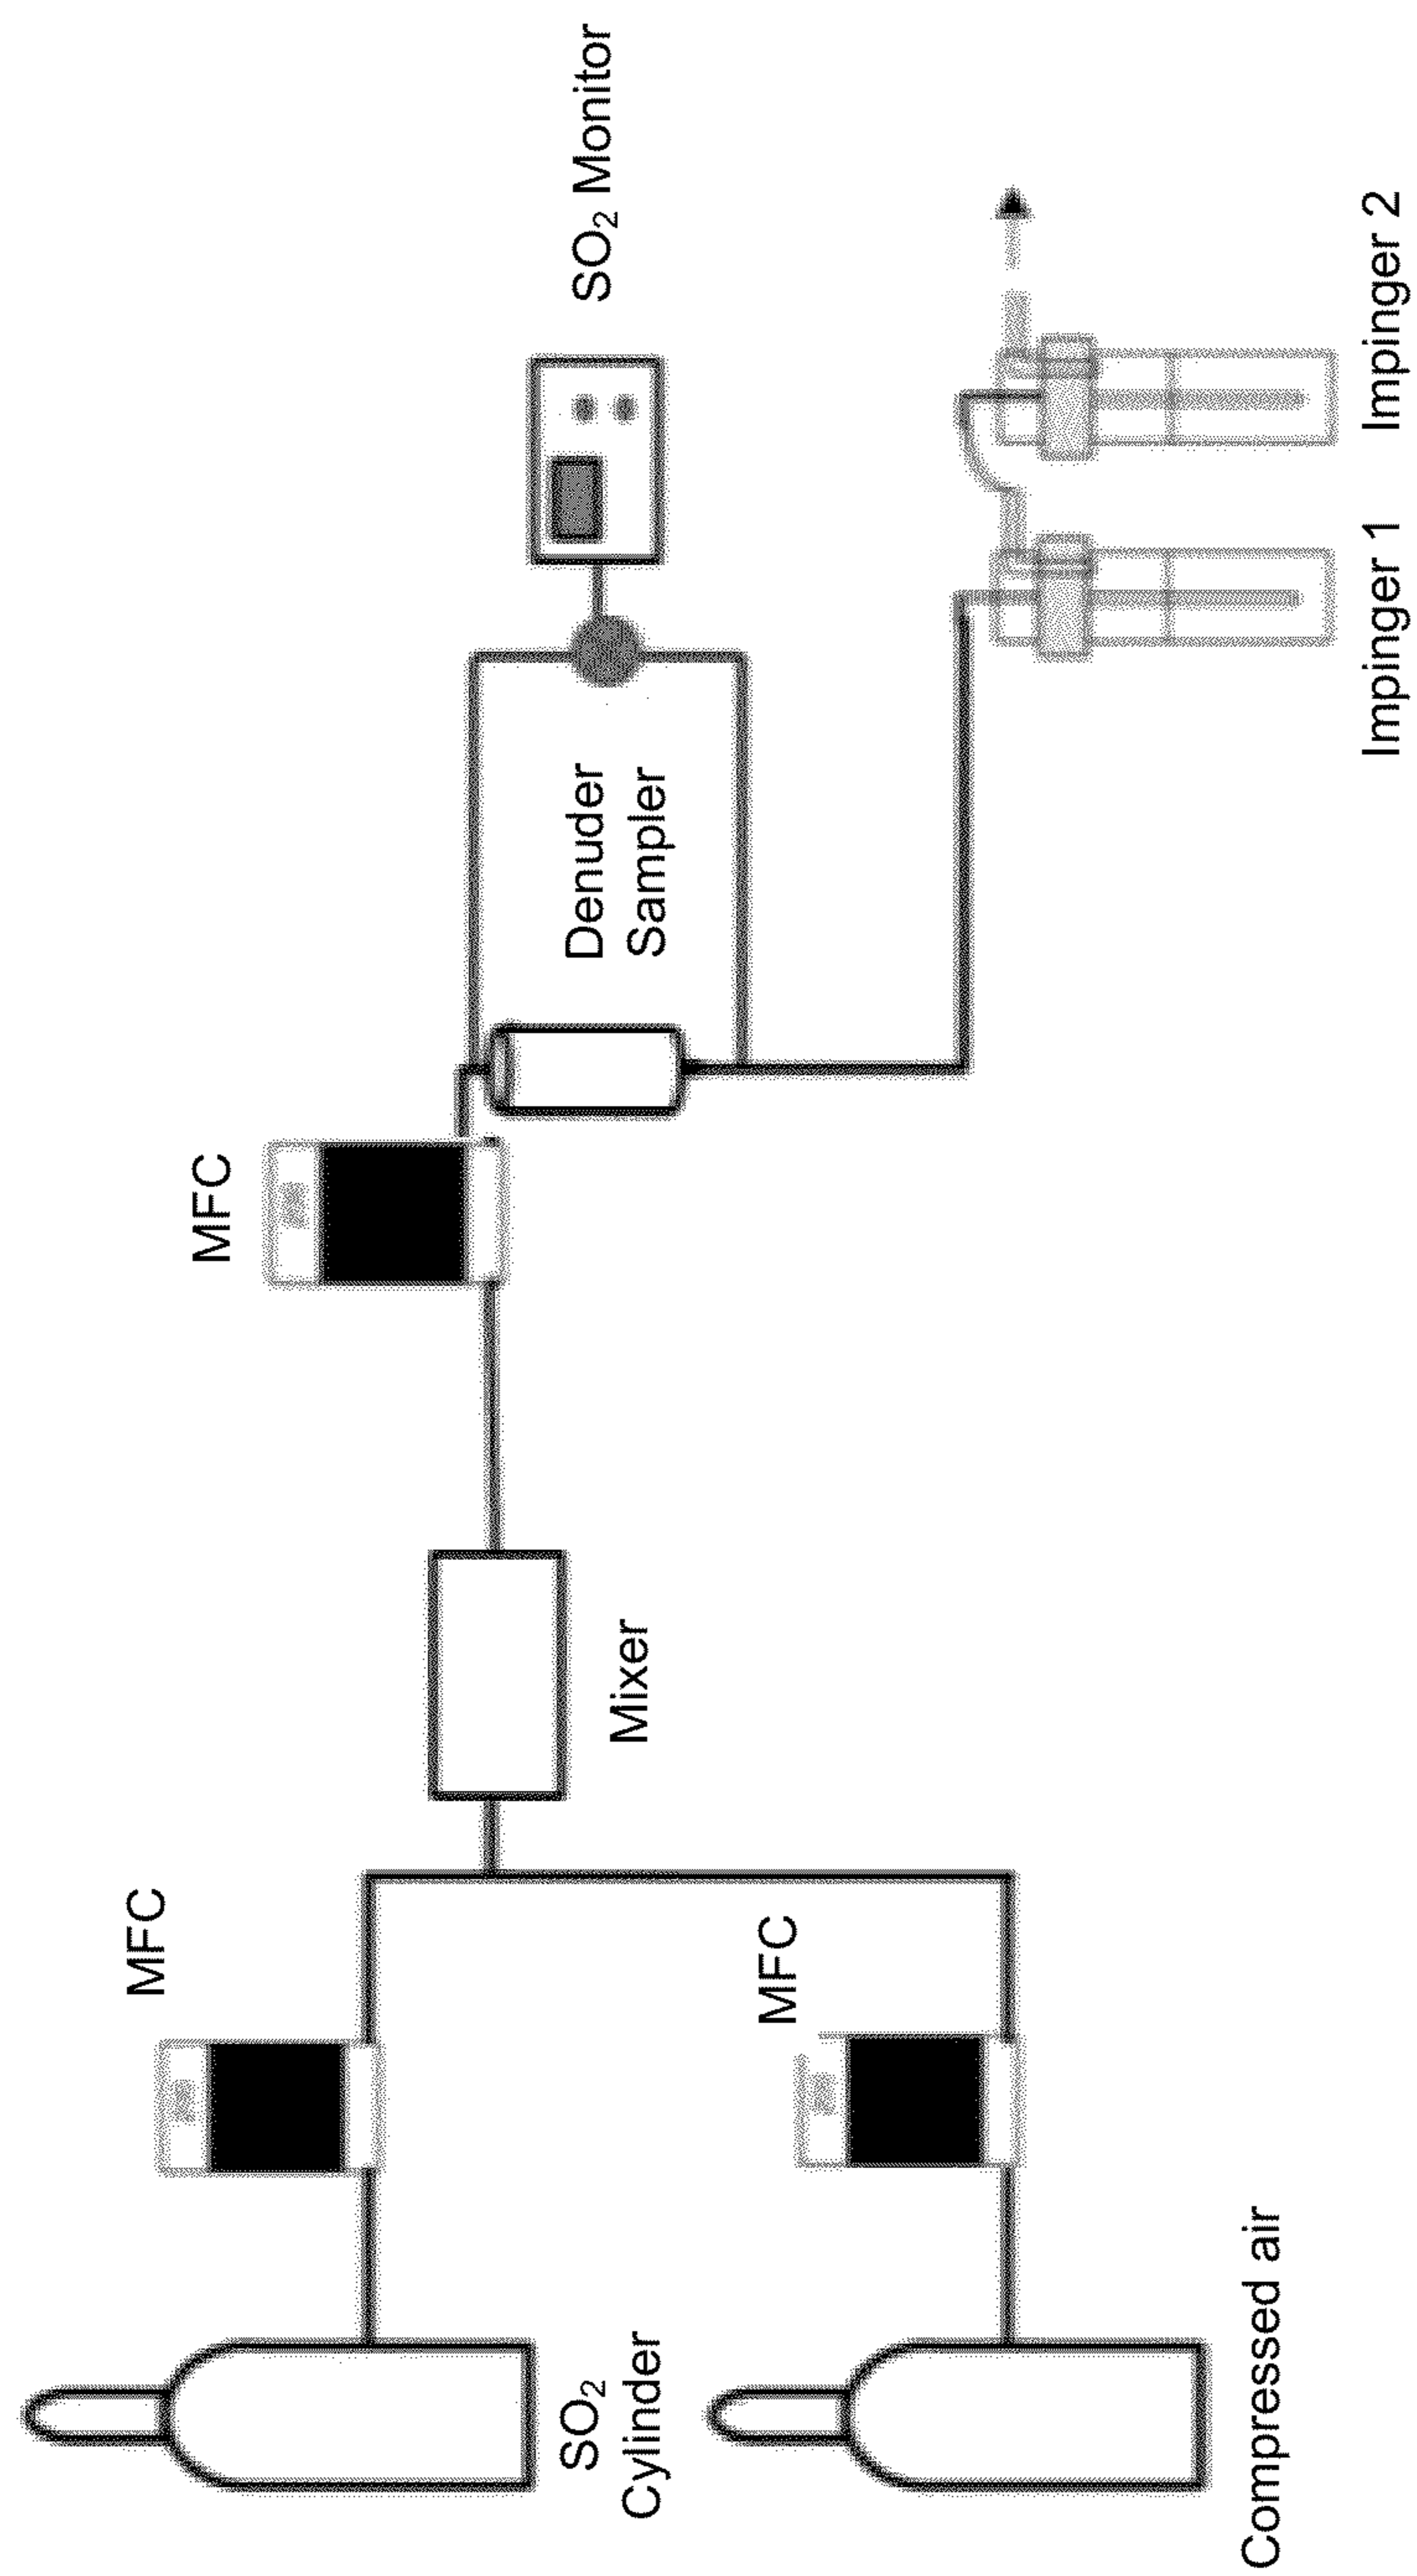 MFC
MFC
SO₂ Monitor
SO₂
Cylinder
Mixer
Denuder
Sampler
MFC
Compressed air
Impinger 1
Impinger 2